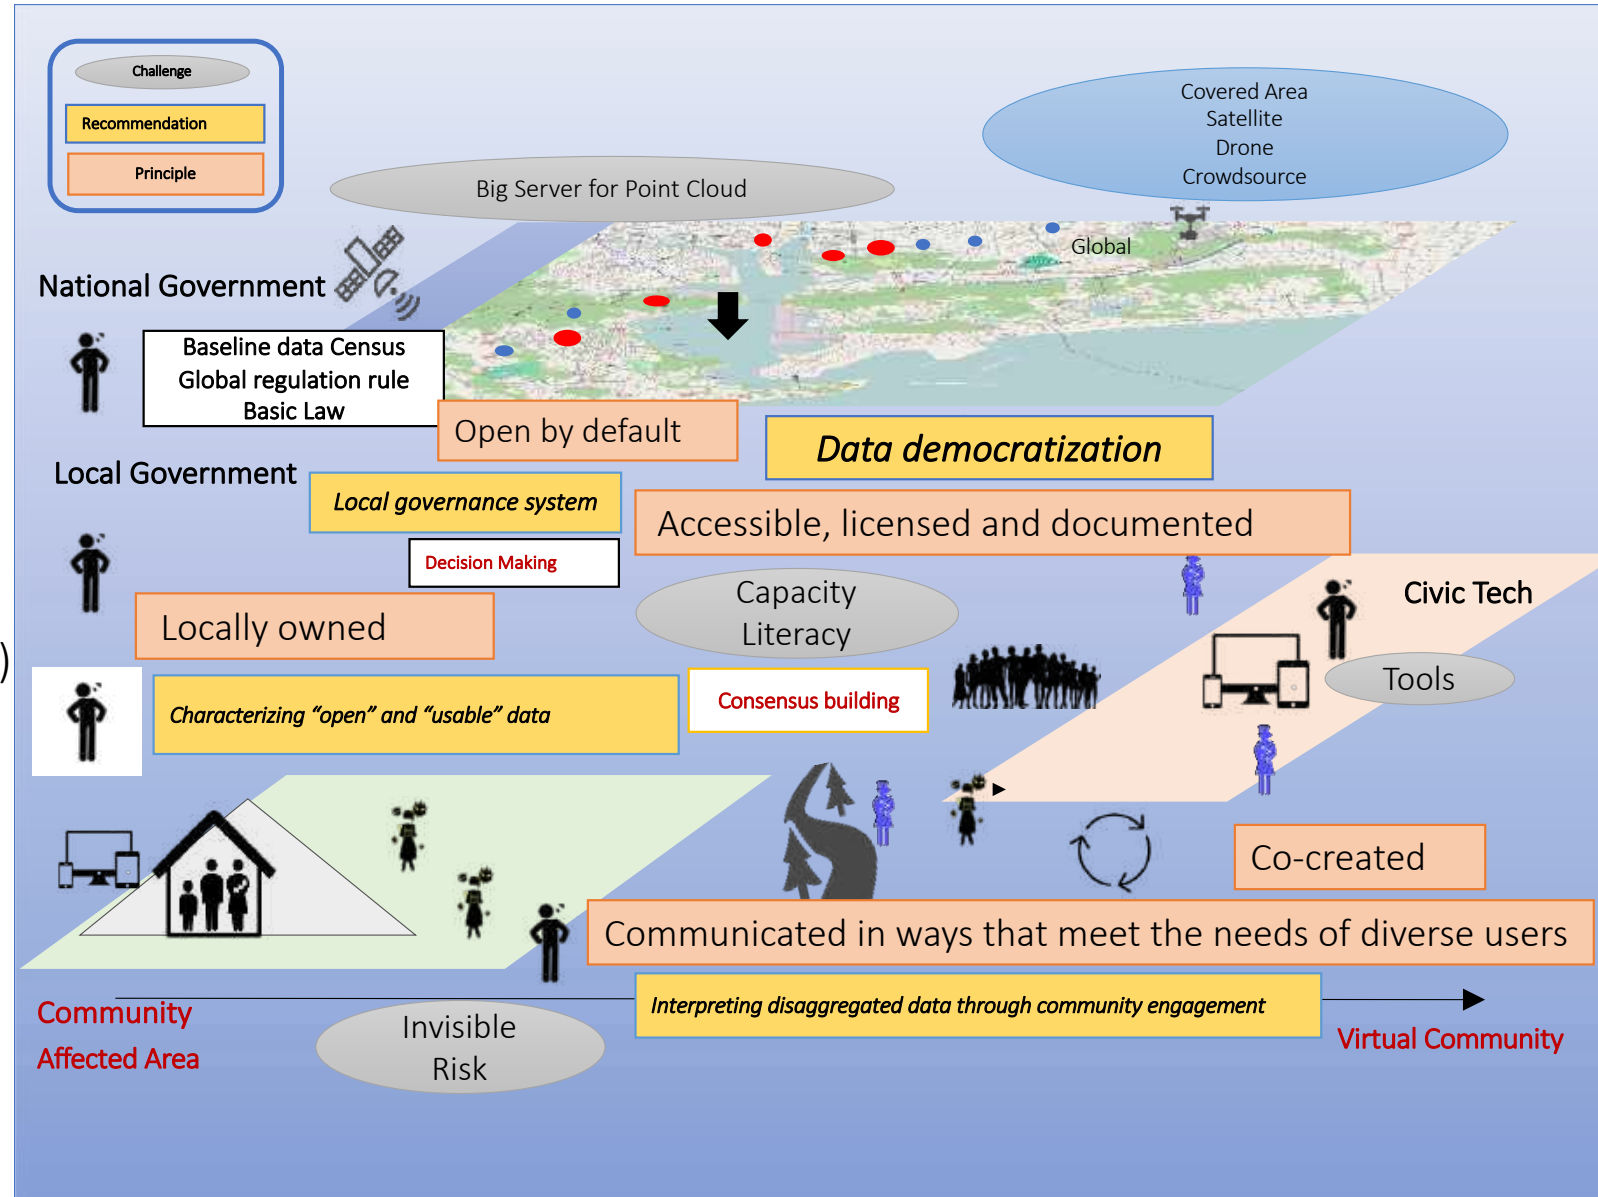 Challenge
Recommendation
Principle
Covered Area
Satellite
Drone
Crowdsource
Big Server for Point Cloud
Global
National Government
Baseline data Census
Global regulation rule
Basic Law
Open by default
Data democratization
Local Government
Local governance system
Accessible, licensed and documented
Decision Making
Capacity
Literacy
Civic Tech
Locally owned
)
Tools
Consensus building
Characterizing “open” and “usable” data
Co-created
Communicated in ways that meet the needs of diverse users
Interpreting disaggregated data through community engagement
Community
Affected Area
Invisible
Risk
Virtual Community